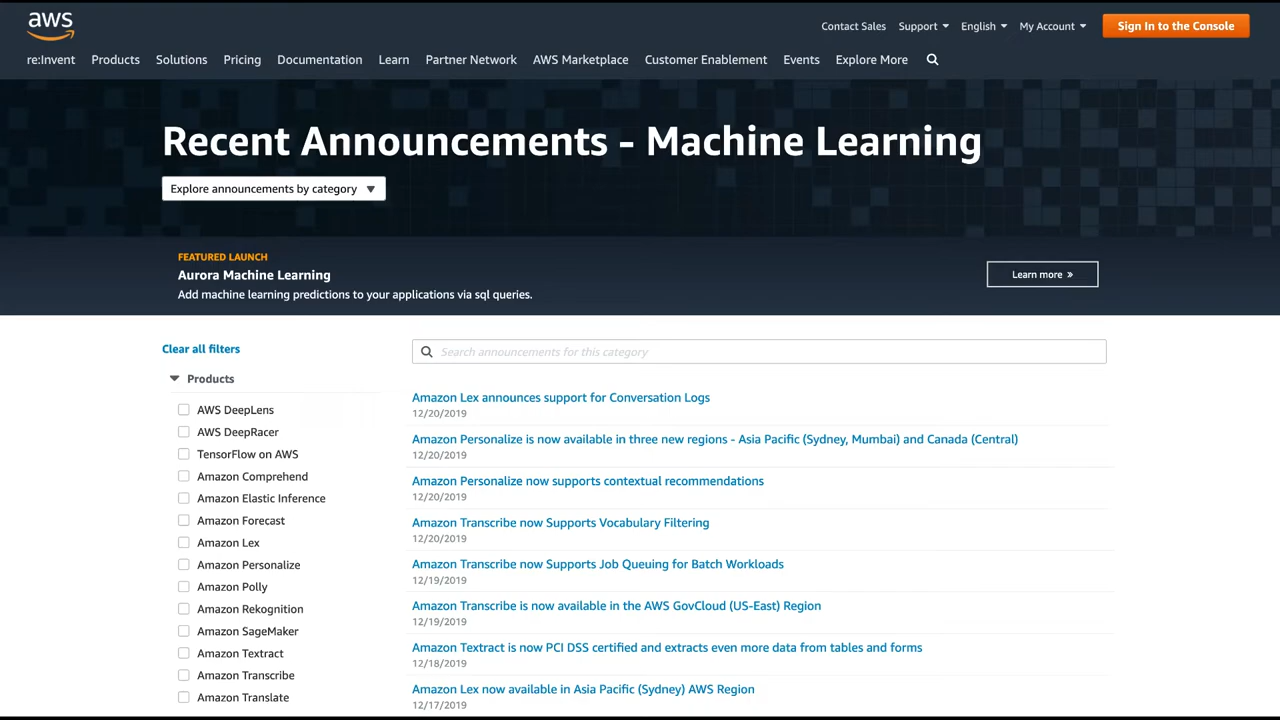 aws
Contact Sales Support English My Account Sign In to the Console
re:Invent Products Solutions Pricing Documentation Learn Partner Network AWS Marketplace Customer Enablement Events Explore More
Recent Announcements - Machine Learning
Explore announcements by category
FEATURED LAUNCH
Aurora Machine Learning
Add machine learning predictions to your applications via sql queries.
Learn more »
Clear all filters
Products
AWS DeepLens
AWS DeepRacer
TensorFlow on AWS
Amazon Comprehend
Amazon Elastic Inference
Amazon Forecast
Amazon Lex
Amazon Personalize
Amazon Polly
Amazon Rekognition
Amazon SageMaker
Amazon Textract
Amazon Transcribe
Amazon Translate
Search announcements for this category
Amazon Lex announces support for Conversation Logs
12/20/2019
Amazon Personalize is now available in three new regions - Asia Pacific (Sydney, Mumbai) and Canada (Central)
12/20/2019
Amazon Personalize now supports contextual recommendations
12/20/2019
Amazon Transcribe now Supports Vocabulary Filtering
12/20/2019
Amazon Transcribe now Supports Job Queuing for Batch Workloads
12/19/2019
Amazon Transcribe is now available in the AWS GovCloud (US-East) Region
12/19/2019
Amazon Textract is now PCI DSS certified and extracts even more data from tables and forms
12/18/2019
Amazon Lex now available in Asia Pacific (Sydney) AWS Region
12/17/2019